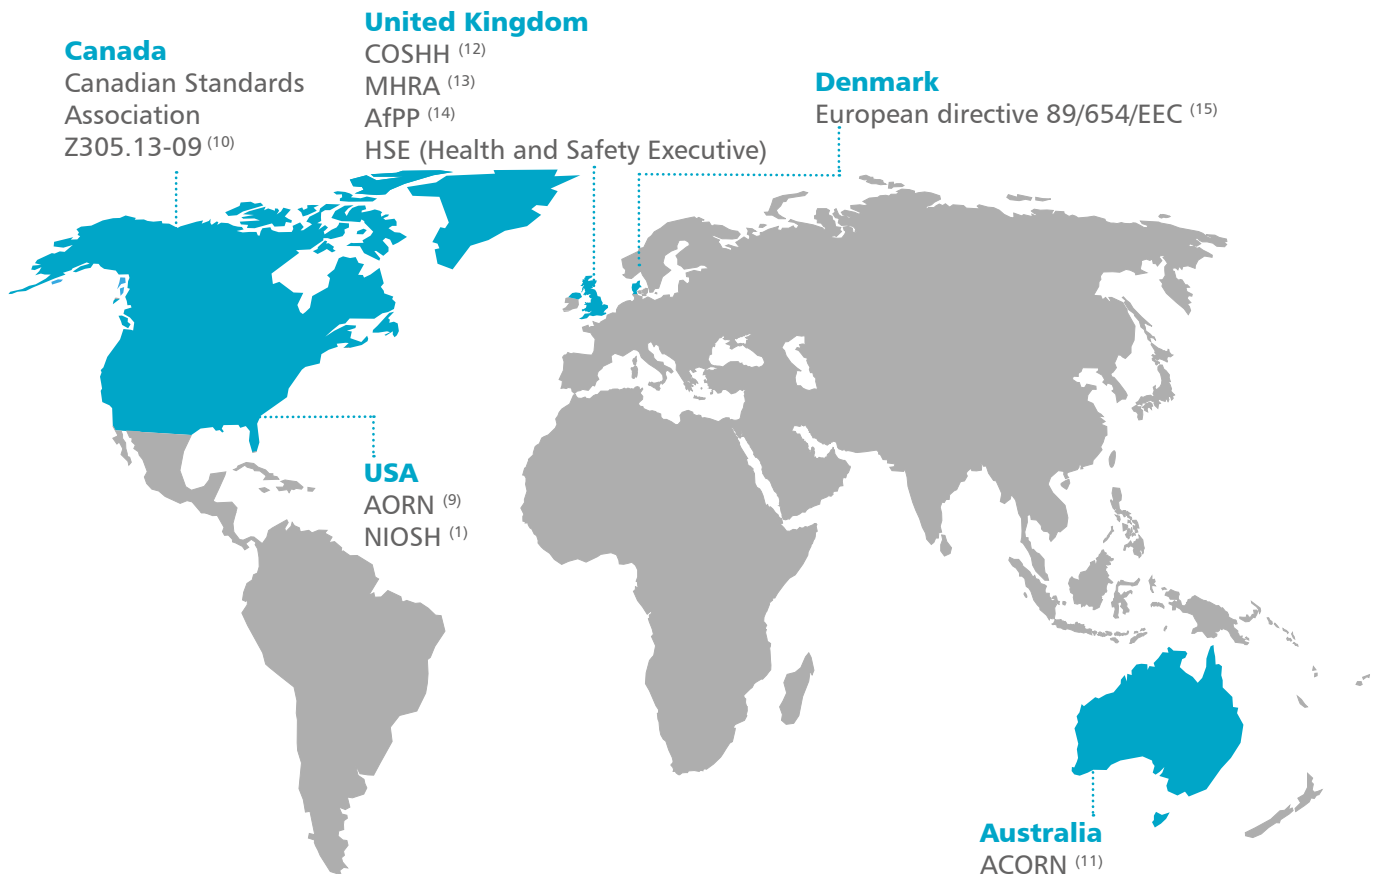 Canada
Canadian Standards
Association
Z305.13-09 (10)
United Kingdom
COSHH (12)
MHRA (13)
AfPP (14)
HSE (Health and Safety Executive)
Denmark
European directive 89/654/EEC (15)
USA
AORN (9)
NIOSH (1)
Australia
ACORN (11)